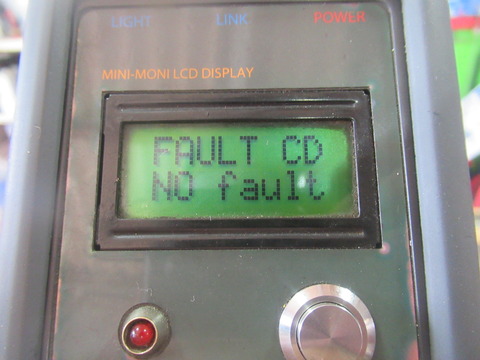 LIGHT LINK POWER
MINI-MONI LCD DISPLAY
FAULT CD
NO fault